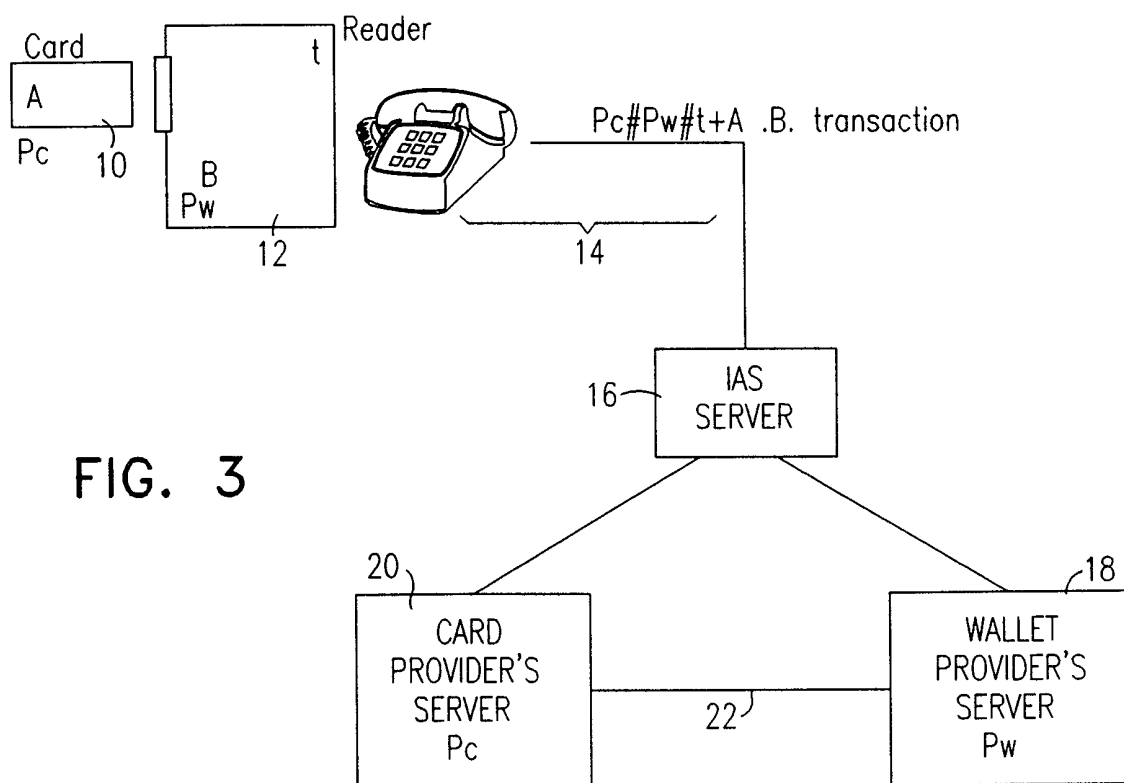 Card
A
Pc
10
t
Reader
B
Pw
12
Pc#Pw#t+A .B. transaction
14
16
IAS
SERVER
FIG. 3
20
CARD
PROVIDER'S
SERVER
Pc
22
18
WALLET
PROVIDER'S
SERVER
Pw